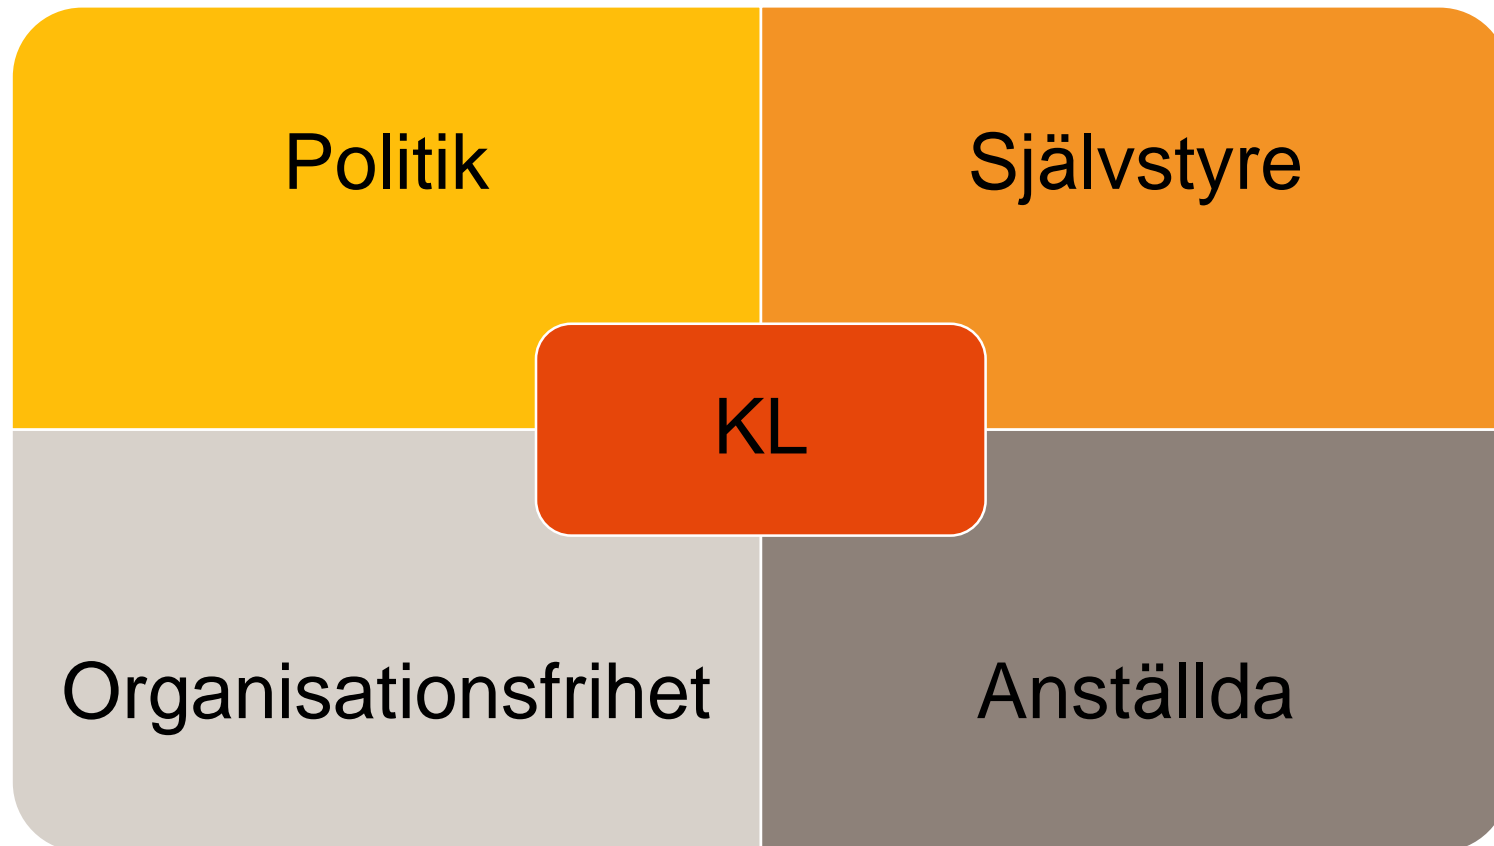 Politik
Självstyre
KL
Organisationsfrihet
Anställda